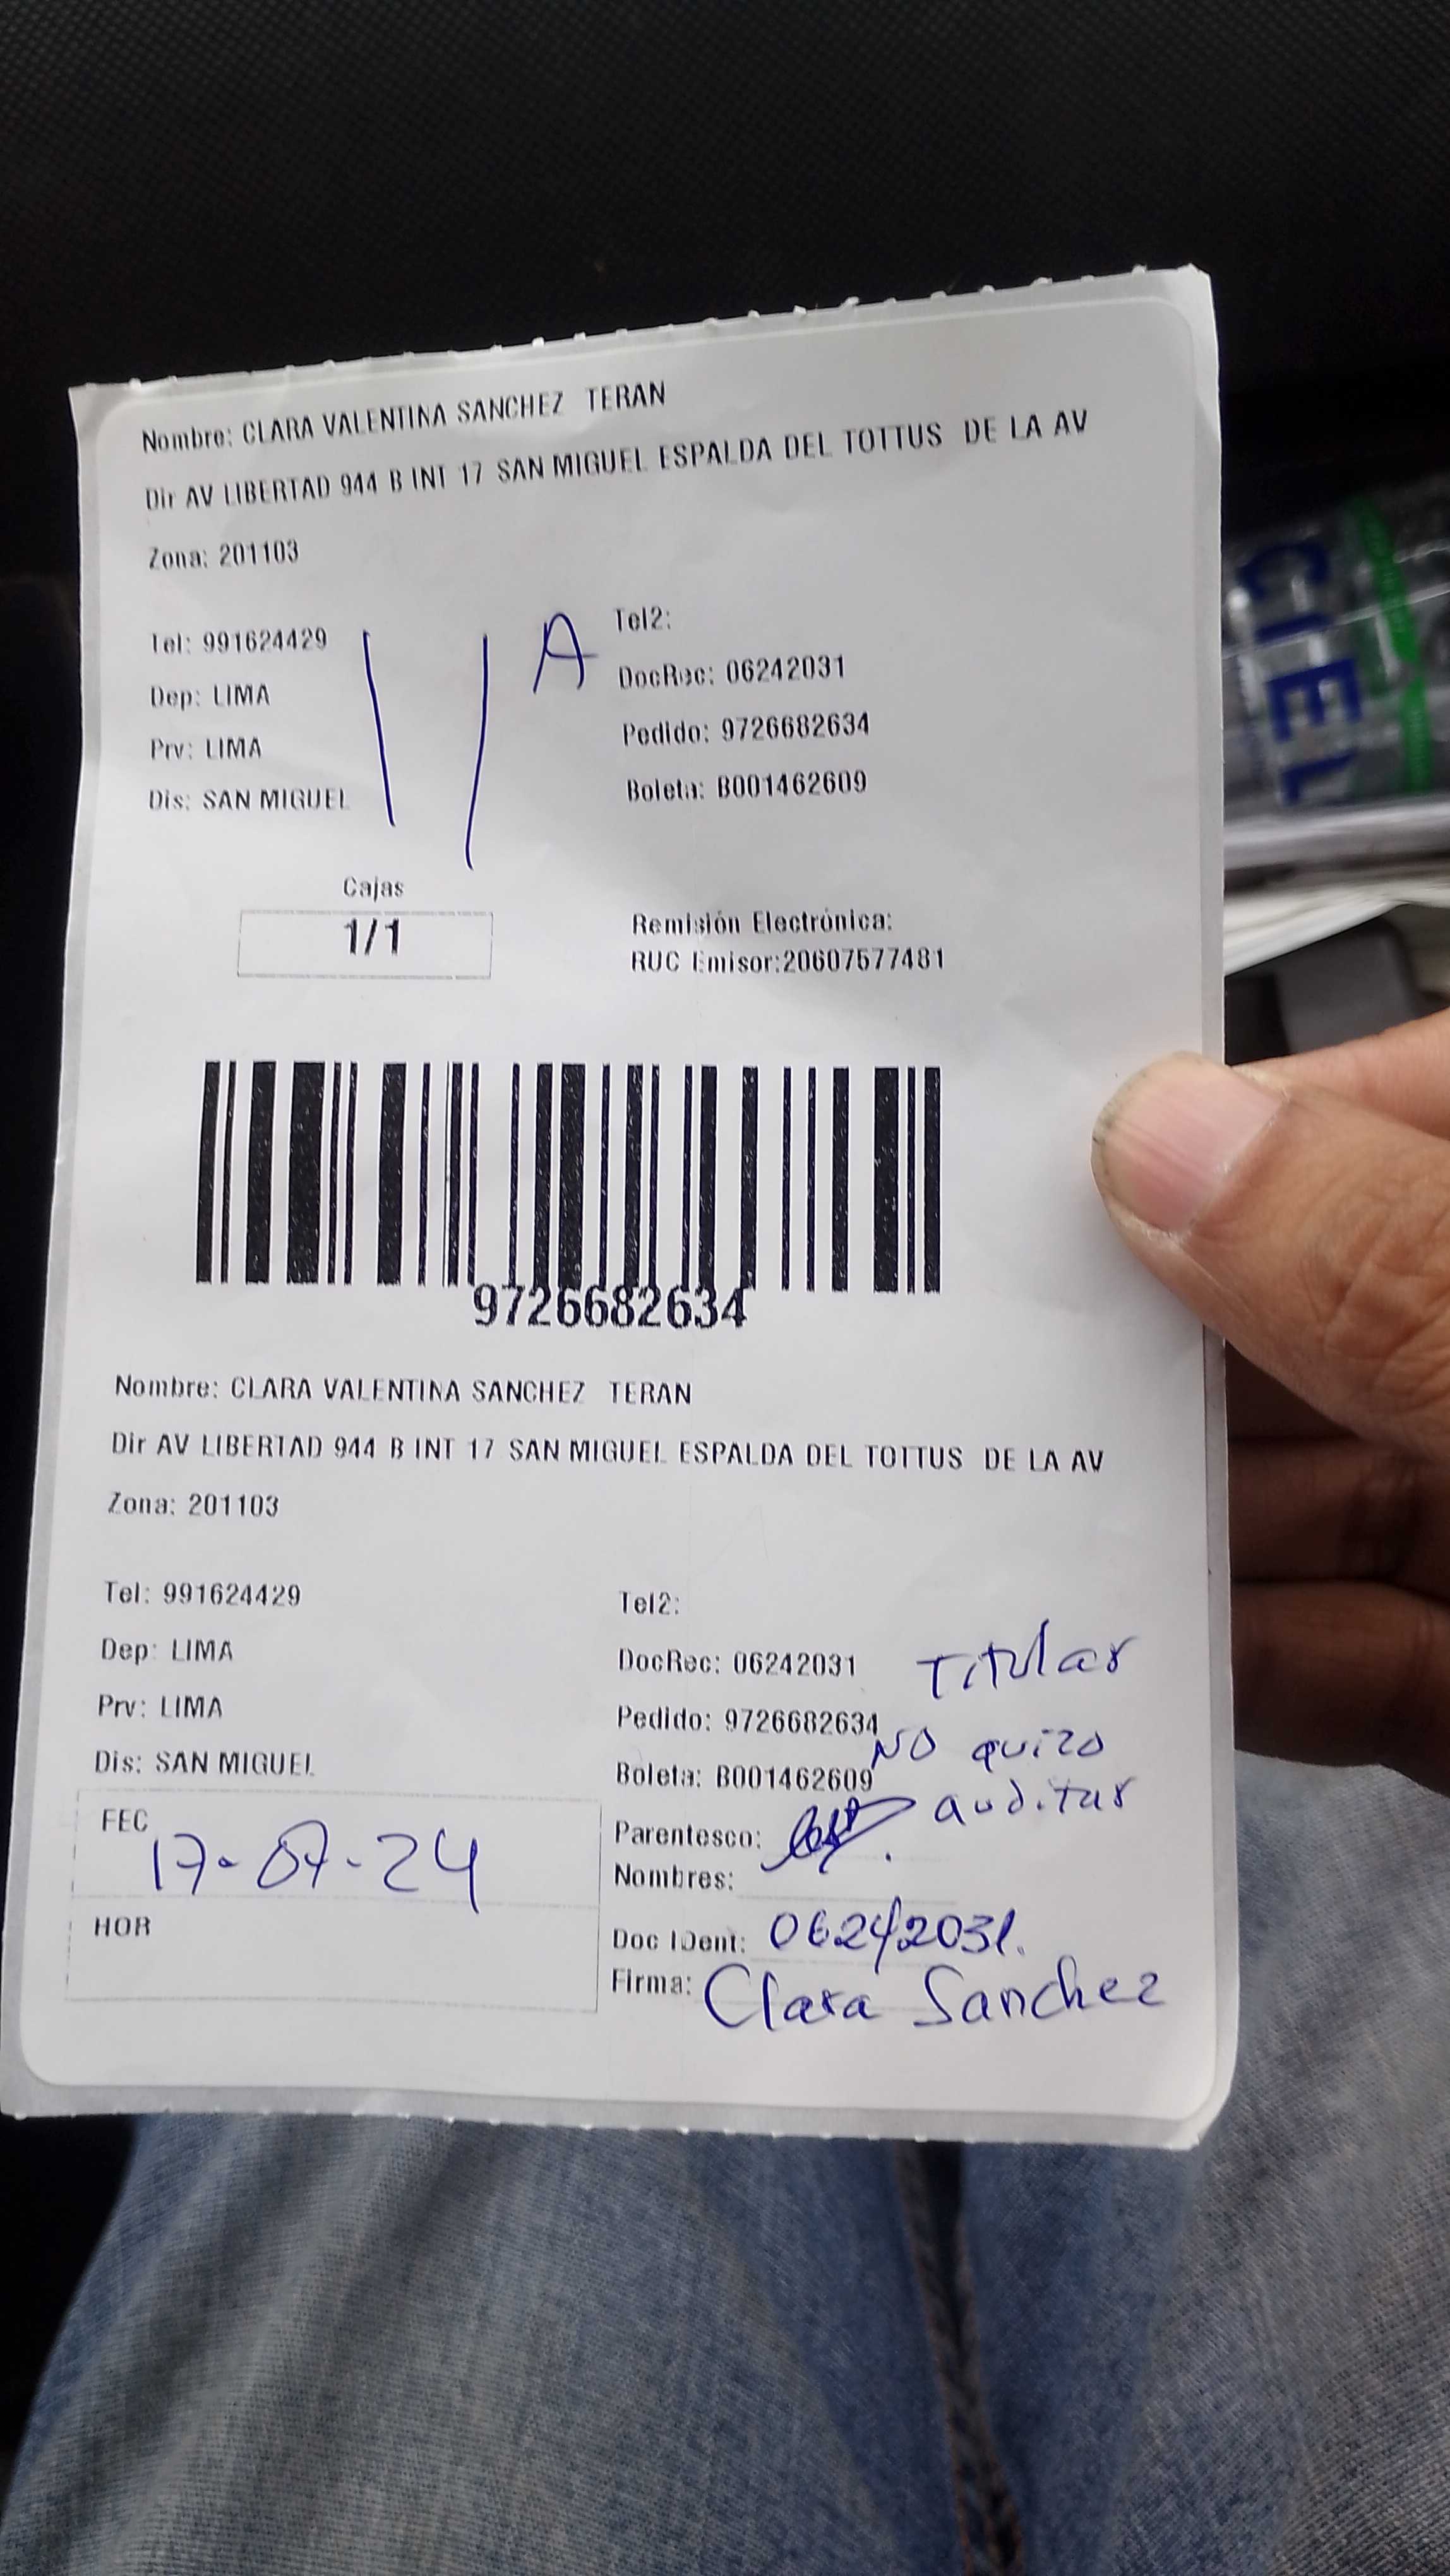 Nombre: CLARA VALENTINA SANCHEZ TERAN
Dir AV LIBERTAD 944 B INT 17 SAN MIGUEL ESPALDA DEL TOTTUS DE LA AV
Zona: 201103
Tel: 991624429
Dep: LIMA
Prv: LIMA
Dis: SAN MIGUEL
A
Tel2:
DocRec: 06242031
Pedido: 9726682634
Boleta: B001462609
Cajas
1/1
Remisión Electrónica:
RUC Emisor:20607577481
CIEL
9726682634
Nombre: CLARA VALENTINA SANCHEZ TERAN
Dir AV LIBERTAD 944 B INT 17 SAN MIGUEL ESPALDA DEL TOTTUS DE LA AV
Zona: 201103
Tel: 991624429
Dep: LIMA
Prv: LIMA
Dis: SAN MIGUEL
FEC
17-07-24
HOR
Tel2:
DocRec: 06242031
Pedido: 9726682634
Boleta: B001462609
Titular
NO quizo
auditar
Parentesco:
Nombres:
Doc IDent: 06242031.
Firma: Clara Sanchez